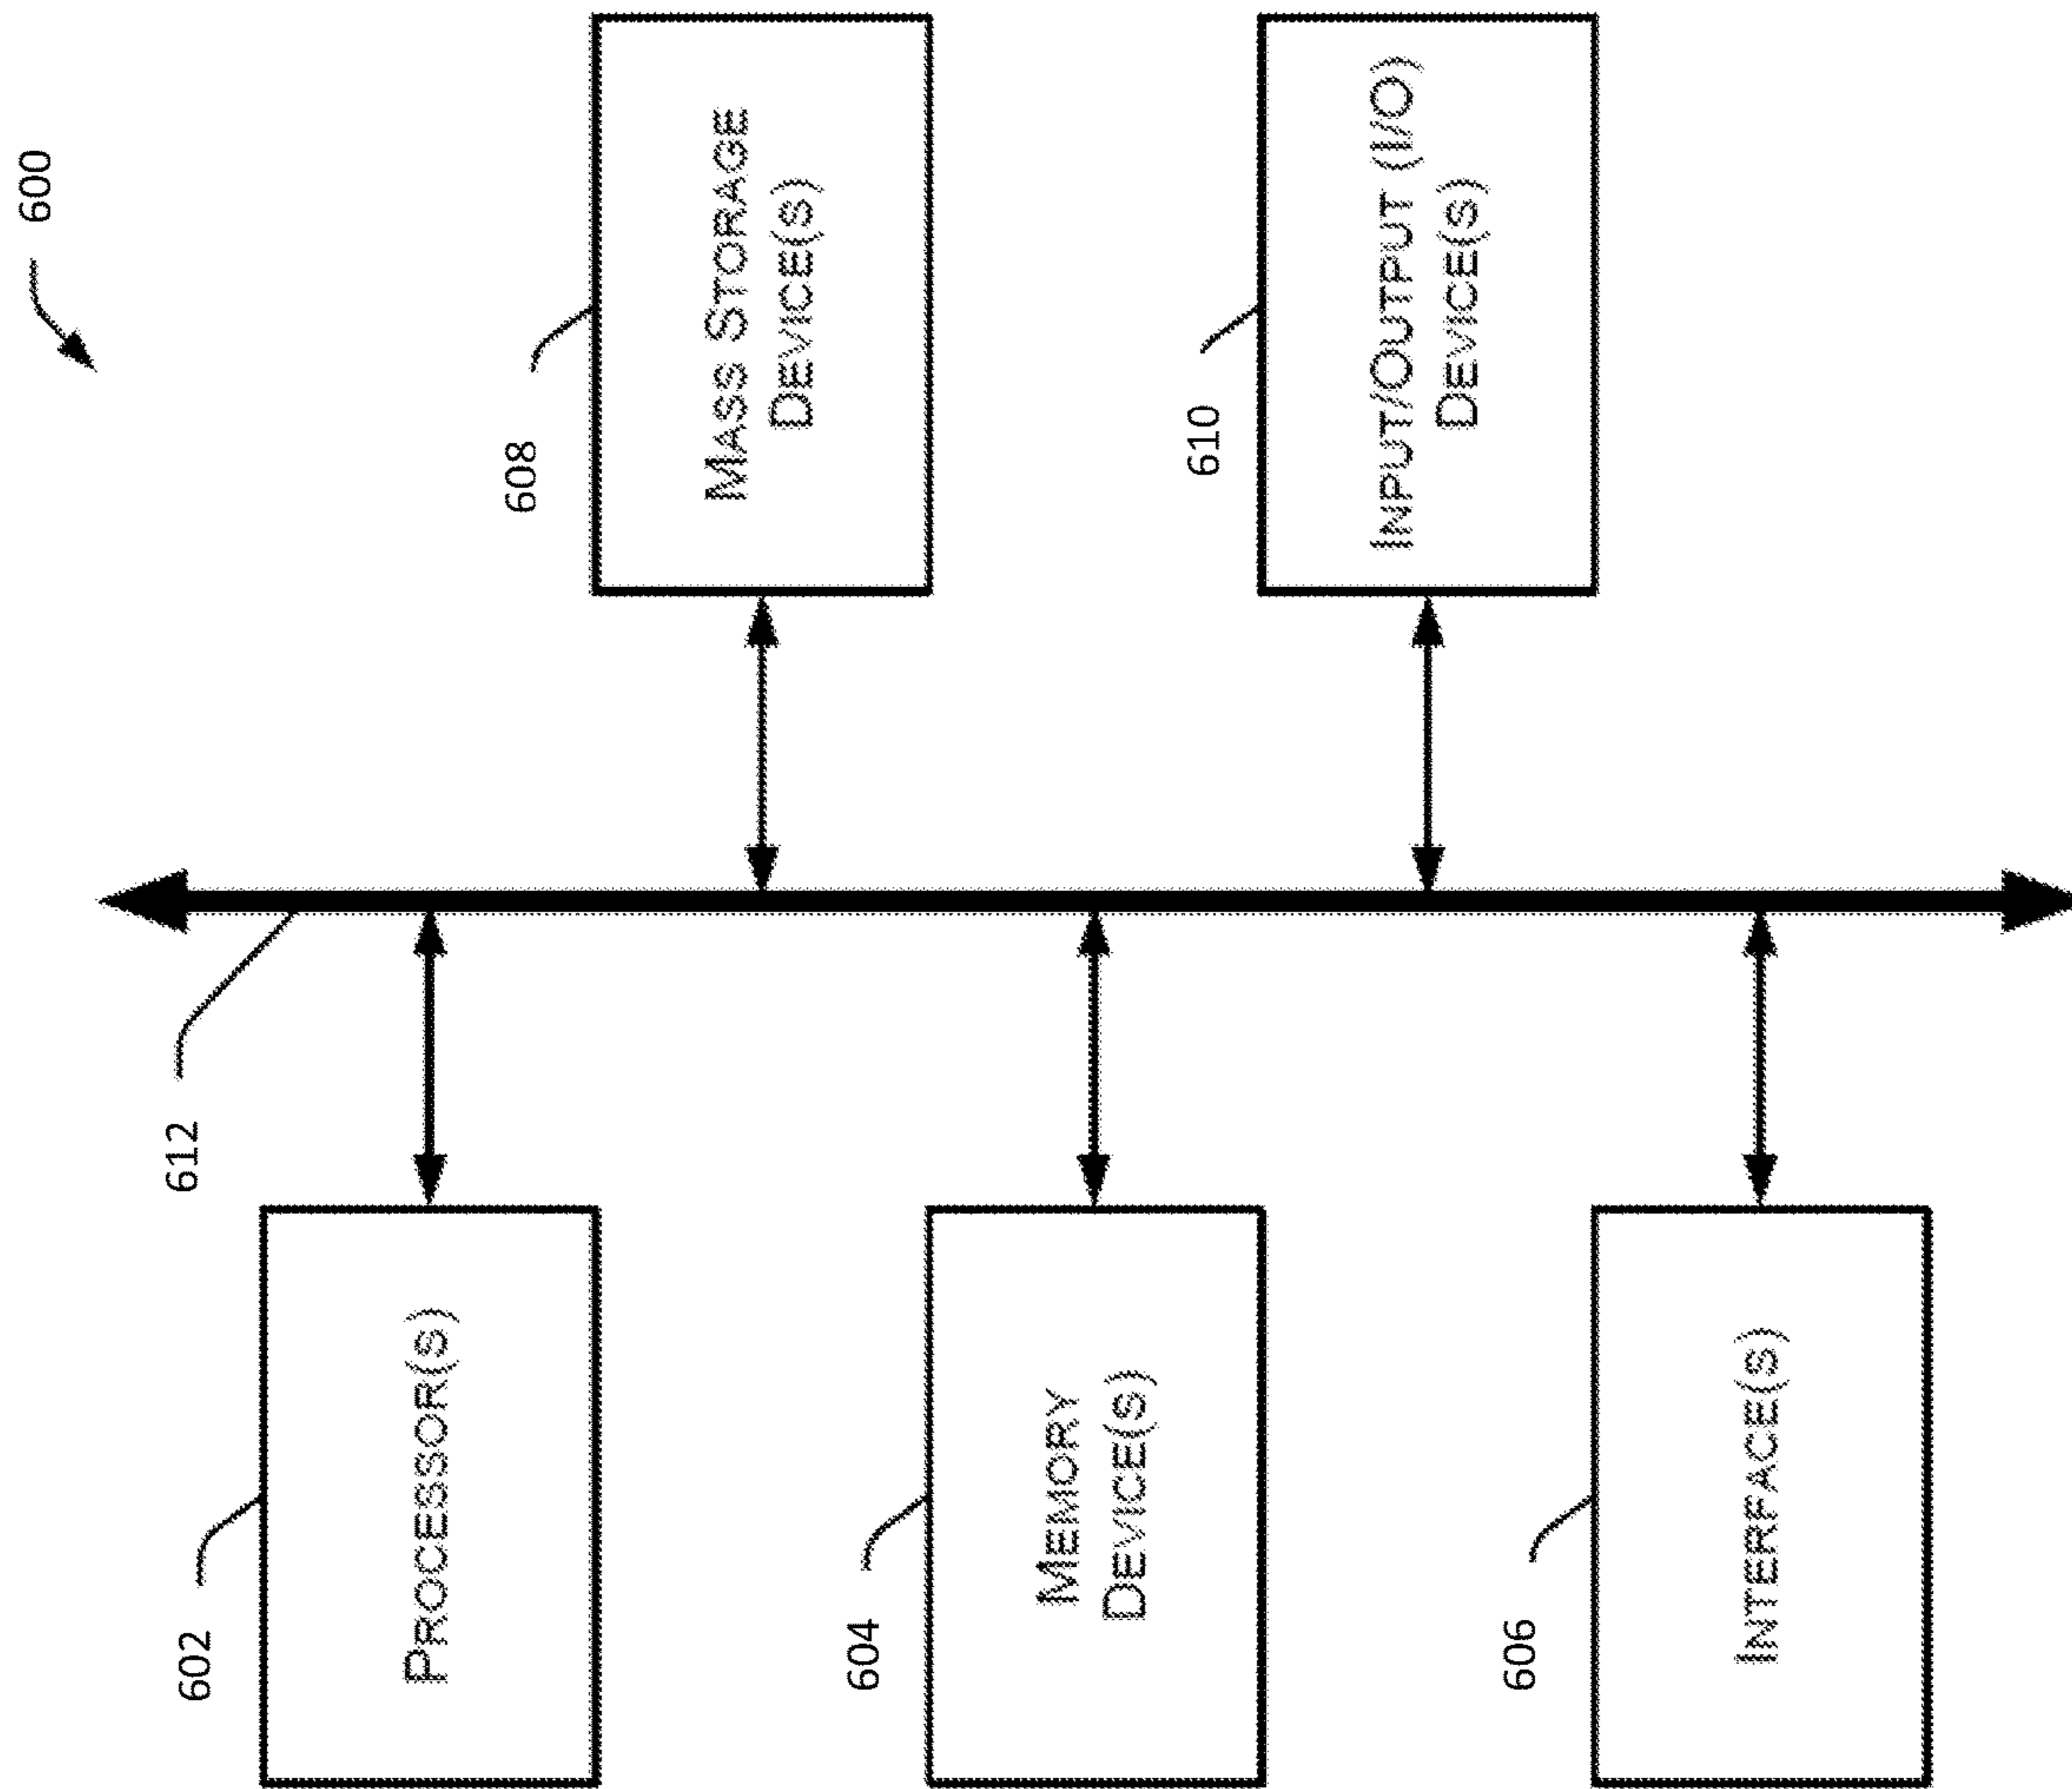 600
602
PROCESSOR(S)
612
608
MASS STORAGE
DEVICE(S)
604
MEMORY
DEVICE(S)
610
INPUT/OUTPUT (I/O)
DEVICE(S)
606
INTERFACE(S)